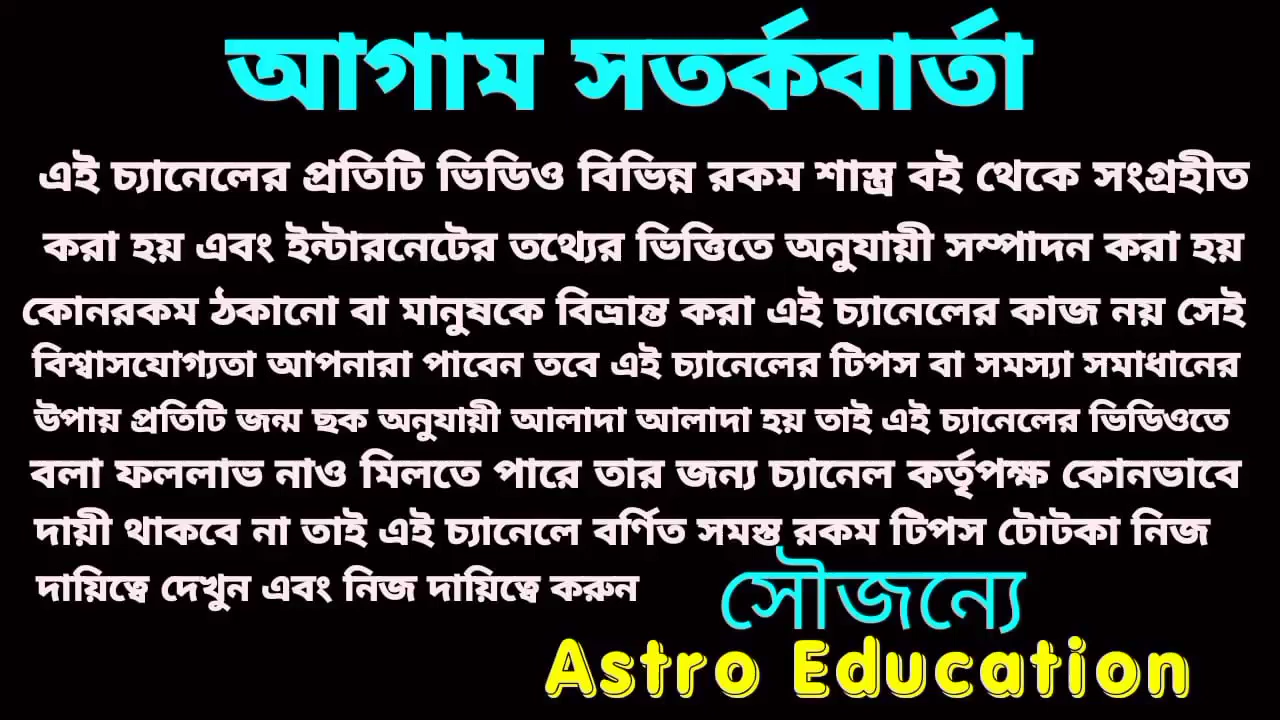 আগাম সতর্কবার্তা
এই চ্যানেলের প্রতিটি ভিডিও বিভিন্ন রকম শাস্ত্র বই থেকে সংগ্রহীত
করা হয় এবং ইন্টারনেটের তথ্যের ভিত্তিতে অনুযায়ী সম্পাদন করা হয়
কোনরকম ঠকানো বা মানুষকে বিভ্রান্ত করা এই চ্যানেলের কাজ নয় সেই
বিশ্বাসযোগ্যতা আপনারা পাবেন তবে এই চ্যানেলের টিপস বা সমস্যা সমাধানের
উপায় প্রতিটি জন্ম ছক অনুযায়ী আলাদা আলাদা হয় তাই এই চ্যানেলের ভিডিওতে
বলা ফললাভ নাও মিলতে পারে তার জন্য চ্যানেল কর্তৃপক্ষ কোনভাবে
দায়ী থাকবে না তাই এই চ্যানেলে বর্ণিত সমস্ত রকম টিপস টোটকা নিজ
দায়িত্বে দেখুন এবং নিজ দায়িত্বে করুন
সৌজন্যে
Astro Education